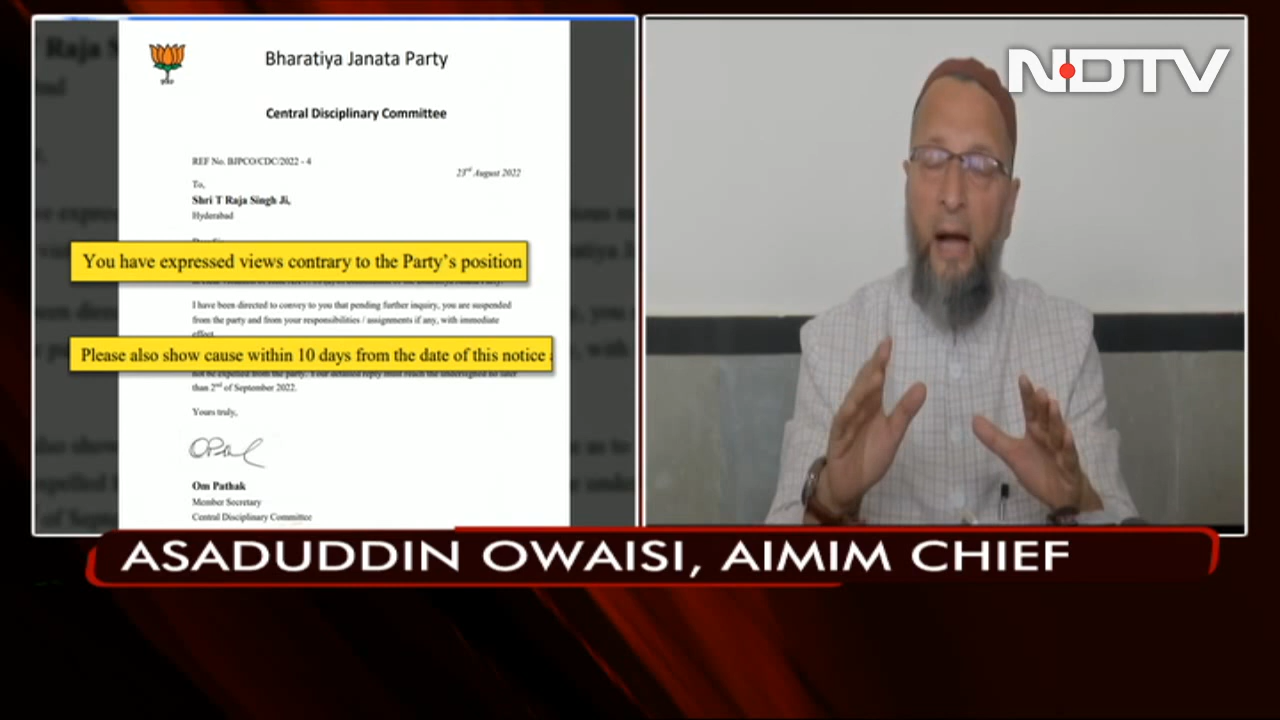 Bharatiya Janata Party
Central Disciplinary Committee
REF No. BJPCO/CDC/2022 - 4
23rd August 2022
To,
Shri T Raja Singh Ji,
Hyderabad
You have expressed views contrary to the Party's position
I have been directed to convey to you that pending further inquiry, you are suspended
from the party and from your responsibilities / assignments if any, with immediate
effect
Please also show cause within 10 days from the date of this notice
not be expelled from the party. Your detailed reply must reach the undersigned no later
than 2nd of September 2022.
Yours truly,
Om Pathak
Member Secretary
Central Disciplinary Committee
NDTV
ASADUDDIN OWAISI, AIMIM CHIEF